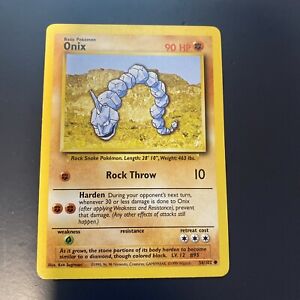 Basic Pokémon
Onix
90 HP
Rock Snake Pokémon. Length: 28' 10", Weight: 463 lbs.
Rock Throw 10
Harden During your opponent's next turn,
whenever 30 or less damage is done to Onix
(after applying Weakness and Resistance), prevent
that damage. (Any other effects of attacks still
happen.)
weakness resistance retreat cost
As it grows, the stone portions of its body harden to become
similar to a diamond, though colored black. LV. 12 #95
Illus. Ken Sugimori
56/102